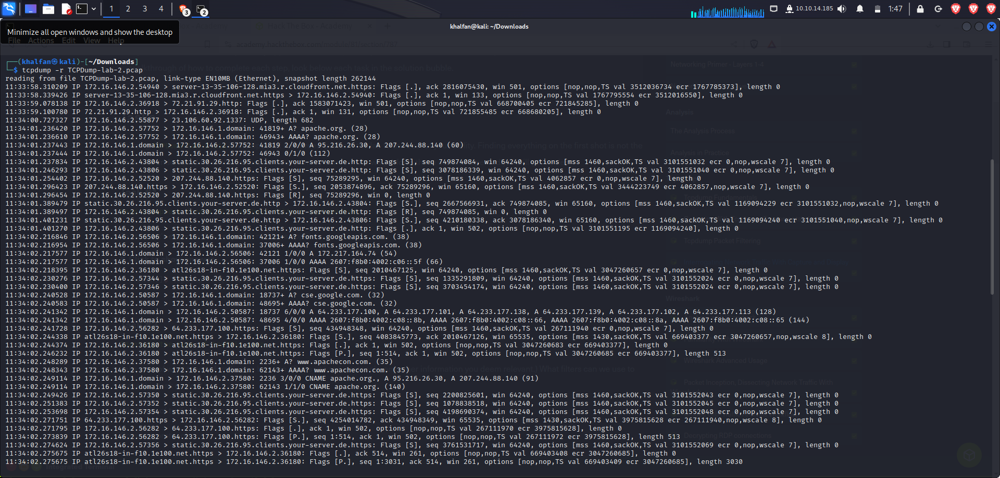 1 2 3 4 3 2 10.10.14.185 1:47
khalfan@kali: ~/Downloads
Minimize all open windows and show the desktop
File Actions Edit View Help
academy.hackthebox.com/module/81/section/787
(khalfan㉿kali)-[~/Downloads]
$ tcpdump -r TCPDump-lab-2.pcap
reading from file TCPDump-lab-2.pcap, link-type EN10MB (Ethernet), snapshot length 262144
11:33:58.310209 IP 172.16.146.2.54940 > server-13-35-106-128.mia3.r.cloudfront.net.https: Flags [.], ack 2816075430, win 501, options [nop,nop,TS val 3512036734 ecr 1767785373], length 0
11:33:58.339426 IP server-13-35-106-128.mia3.r.cloudfront.net.https > 172.16.146.2.54940: Flags [.], ack 1, win 133, options [nop,nop,TS val 1767795554 ecr 3512016550], length 0
11:33:59.078138 IP 172.16.146.2.36918 > 72.21.91.29.http: Flags [.], ack 1583071423, win 501, options [nop,nop,TS val 668700405 ecr 721845285], length 0
11:33:59.100780 IP 72.21.91.29.http > 172.16.146.2.36918: Flags [.], ack 1, win 131, options [nop,nop,TS val 721855485 ecr 668680205], length 0
11:34:00.727327 IP 172.16.146.2.55877 > 23.106.60.92.1337: UDP, length 682
11:34:01.236420 IP 172.16.146.2.57752 > 172.16.146.1.domain: 41819+ A? apache.org. (28)
11:34:01.236610 IP 172.16.146.2.57752 > 172.16.146.1.domain: 46943+ AAAA? apache.org. (28)
11:34:01.237443 IP 172.16.146.1.domain > 172.16.146.2.57752: 41819 2/0/0 A 95.216.26.30, A 207.244.88.140 (60)
11:34:01.237444 IP 172.16.146.1.domain > 172.16.146.2.57752: 46943 0/1/0 (112)
11:34:01.237834 IP 172.16.146.2.43804 > static.30.26.216.95.clients.your-server.de.http: Flags [S], seq 749874084, win 64240, options [mss 1460,sackOK,TS val 3101551032 ecr 0,nop,wscale 7], length 0
11:34:01.246293 IP 172.16.146.2.43806 > static.30.26.216.95.clients.your-server.de.http: Flags [S], seq 3078186339, win 64240, options [mss 1460,sackOK,TS val 3101551040 ecr 0,nop,wscale 7], length 0
11:34:01.254402 IP 172.16.146.2.52520 > 207.244.88.140.https: Flags [S], seq 75289295, win 64240, options [mss 1460,sackOK,TS val 4062857 ecr 0,nop,wscale 7], length 0
11:34:01.296423 IP 207.244.88.140.https > 172.16.146.2.52520: Flags [S.], seq 2053874896, ack 75289296, win 65160, options [mss 1460,sackOK,TS val 3444223749 ecr 4062857,nop,wscale 7], length 0
11:34:01.296454 IP 172.16.146.2.52520 > 207.244.88.140.https: Flags [R], seq 75289296, win 0, length 0
11:34:01.389479 IP static.30.26.216.95.clients.your-server.de.http > 172.16.146.2.43804: Flags [S.], seq 2667566931, ack 749874085, win 65160, options [mss 1460,sackOK,TS val 1169094229 ecr 3101551032,nop,wscale 7], length 0
11:34:01.389497 IP 172.16.146.2.43804 > static.30.26.216.95.clients.your-server.de.http: Flags [R], seq 749874085, win 0, length 0
11:34:01.401231 IP static.30.26.216.95.clients.your-server.de.http > 172.16.146.2.43806: Flags [S.], seq 4210180338, ack 3078186340, win 65160, options [mss 1460,sackOK,TS val 1169094240 ecr 3101551040,nop,wscale 7], length 0
11:34:01.401270 IP 172.16.146.2.43806 > static.30.26.216.95.clients.your-server.de.http: Flags [.], ack 1, win 502, options [nop,nop,TS val 3101551195 ecr 1169094240], length 0
11:34:02.216846 IP 172.16.146.2.56506 > 172.16.146.1.domain: 42121+ A? fonts.googleapis.com. (38)
11:34:02.216954 IP 172.16.146.2.56506 > 172.16.146.1.domain: 37006+ AAAA? fonts.googleapis.com. (38)
11:34:02.217577 IP 172.16.146.1.domain > 172.16.146.2.56506: 42121 1/0/0 A 172.217.164.74 (54)
11:34:02.217577 IP 172.16.146.1.domain > 172.16.146.2.56506: 37006 1/0/0 AAAA 2607:f8b0:4002:c06::5f (66)
11:34:02.218395 IP 172.16.146.2.36180 > atl26s18-in-f10.1e100.net.https: Flags [S], seq 2010467125, win 64240, options [mss 1460,sackOK,TS val 3047260657 ecr 0,nop,wscale 7], length 0
11:34:02.230276 IP 172.16.146.2.57344 > static.30.26.216.95.clients.your-server.de.https: Flags [S], seq 1335291809, win 64240, options [mss 1460,sackOK,TS val 3101552024 ecr 0,nop,wscale 7], length 0
11:34:02.230400 IP 172.16.146.2.57346 > static.30.26.216.95.clients.your-server.de.https: Flags [S], seq 3703454174, win 64240, options [mss 1460,sackOK,TS val 3101552024 ecr 0,nop,wscale 7], length 0
11:34:02.240528 IP 172.16.146.2.50587 > 172.16.146.1.domain: 18737+ A? cse.google.com. (32)
11:34:02.240583 IP 172.16.146.2.50587 > 172.16.146.1.domain: 48695+ AAAA? cse.google.com. (32)
11:34:02.241342 IP 172.16.146.1.domain > 172.16.146.2.50587: 18737 6/0/0 A 64.233.177.100, A 64.233.177.101, A 64.233.177.138, A 64.233.177.139, A 64.233.177.102, A 64.233.177.113 (128)
11:34:02.241342 IP 172.16.146.1.domain > 172.16.146.2.50587: 48695 4/0/0 AAAA 2607:f8b0:4002:c08::8b, AAAA 2607:f8b0:4002:c08::66, AAAA 2607:f8b0:4002:c08::8a, AAAA 2607:f8b0:4002:c08::65 (144)
11:34:02.241728 IP 172.16.146.2.56282 > 64.233.177.100.https: Flags [S], seq 434948348, win 64240, options [mss 1460,sackOK,TS val 267111940 ecr 0,nop,wscale 7], length 0
11:34:02.244338 IP atl26s18-in-f10.1e100.net.https > 172.16.146.2.36180: Flags [S.], seq 4083845773, ack 2010467126, win 65535, options [mss 1430,sackOK,TS val 669403377 ecr 3047260657,nop,wscale 8], length 0
11:34:02.244374 IP 172.16.146.2.36180 > atl26s18-in-f10.1e100.net.https: Flags [.], ack 1, win 502, options [nop,nop,TS val 3047260683 ecr 669403377], length 0
11:34:02.246232 IP 172.16.146.2.36180 > atl26s18-in-f10.1e100.net.https: Flags [P.], seq 1:514, ack 1, win 502, options [nop,nop,TS val 3047260685 ecr 669403377], length 513
11:34:02.248289 IP 172.16.146.2.37580 > 172.16.146.1.domain: 2236+ A? www.apachecon.com. (35)
11:34:02.248343 IP 172.16.146.2.37580 > 172.16.146.1.domain: 62143+ AAAA? www.apachecon.com. (35)
11:34:02.249114 IP 172.16.146.1.domain > 172.16.146.2.37580: 2236 3/0/0 CNAME apache.org., A 95.216.26.30, A 207.244.88.140 (91)
11:34:02.249114 IP 172.16.146.1.domain > 172.16.146.2.37580: 62143 1/1/0 CNAME apache.org. (140)
11:34:02.249426 IP 172.16.146.2.57350 > static.30.26.216.95.clients.your-server.de.https: Flags [S], seq 2200825601, win 64240, options [mss 1460,sackOK,TS val 3101552043 ecr 0,nop,wscale 7], length 0
11:34:02.251383 IP 172.16.146.2.57352 > static.30.26.216.95.clients.your-server.de.https: Flags [S], seq 1078838518, win 64240, options [mss 1460,sackOK,TS val 3101552045 ecr 0,nop,wscale 7], length 0
11:34:02.253698 IP 172.16.146.2.57354 > static.30.26.216.95.clients.your-server.de.https: Flags [S], seq 4198690374, win 64240, options [mss 1460,sackOK,TS val 3101552048 ecr 0,nop,wscale 7], length 0
11:34:02.271751 IP 64.233.177.100.https > 172.16.146.2.56282: Flags [S.], seq 4254014782, ack 434948349, win 65535, options [mss 1430,sackOK,TS val 3975815628 ecr 267111940,nop,wscale 8], length 0
11:34:02.271795 IP 172.16.146.2.56282 > 64.233.177.100.https: Flags [.], ack 1, win 502, options [nop,nop,TS val 267111970 ecr 3975815628], length 0
11:34:02.273839 IP 172.16.146.2.56282 > 64.233.177.100.https: Flags [P.], seq 1:514, ack 1, win 502, options [nop,nop,TS val 267111972 ecr 3975815628], length 513
11:34:02.274624 IP 172.16.146.2.57356 > static.30.26.216.95.clients.your-server.de.https: Flags [S], seq 3761531717, win 64240, options [mss 1460,sackOK,TS val 3101552069 ecr 0,nop,wscale 7], length 0
11:34:02.275675 IP atl26s18-in-f10.1e100.net.https > 172.16.146.2.36180: Flags [.], ack 514, win 261, options [nop,nop,TS val 669403408 ecr 3047260685], length 0
11:34:02.275675 IP atl26s18-in-f10.1e100.net.https > 172.16.146.2.36180: Flags [P.], seq 1:3031, ack 514, win 261, options [nop,nop,TS val 669403409 ecr 3047260685], length 3030